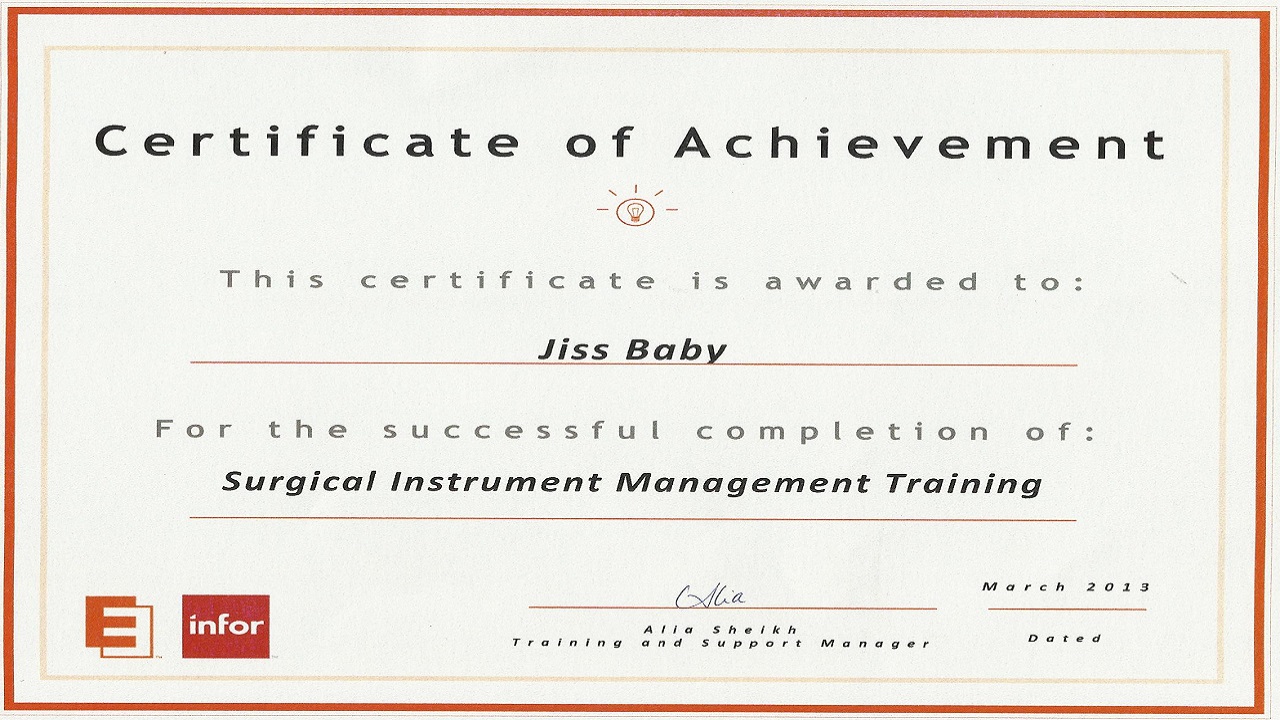 Certificate of Achievement
This certificate is awarded to:
Jiss Baby
For the successful completion of:
Surgical Instrument Management Training
March 2013
Alia
Alia Sheikh
Training and Support Manager
Dated
E
infor